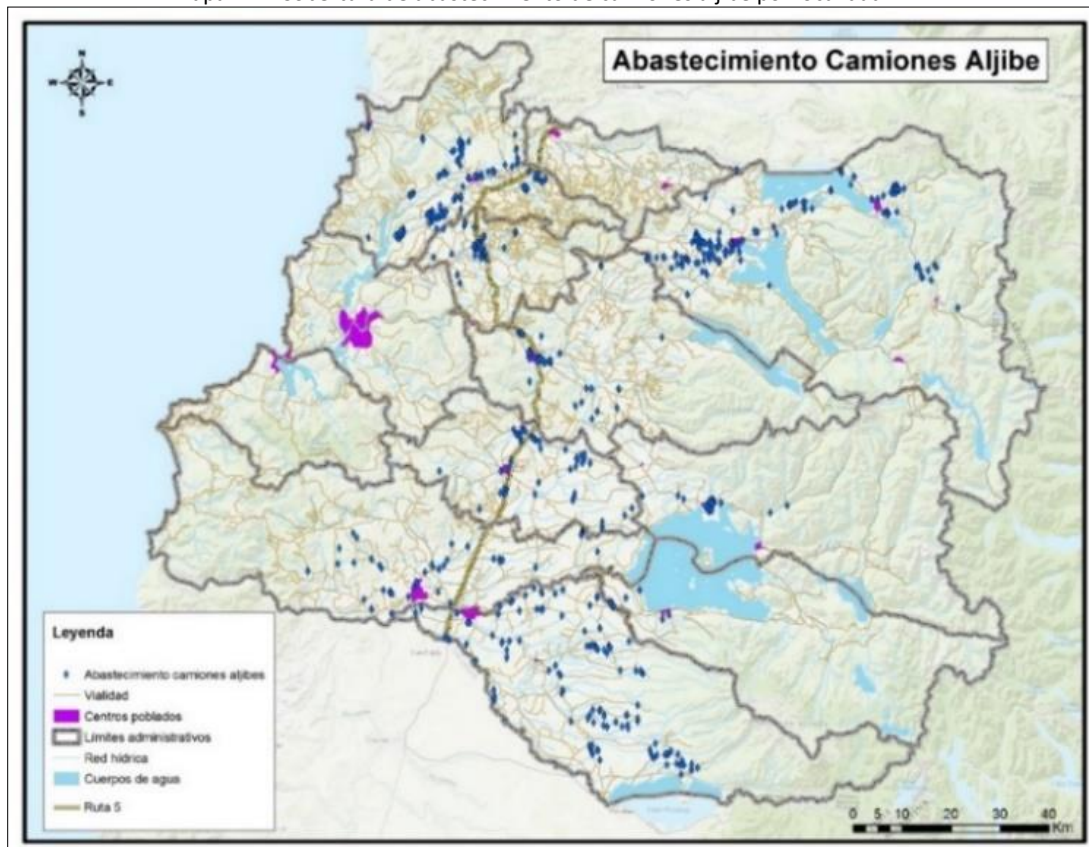 Abastecimiento Camiones Aljibe
N
W E
S
Leyenda
Abastecimiento camiones aljibes
Vialidad
Centros poblados
Límites administrativos
Red hídrica
Cuerpos de agua
Ruta 5
0 5 10 20 30 40
Km